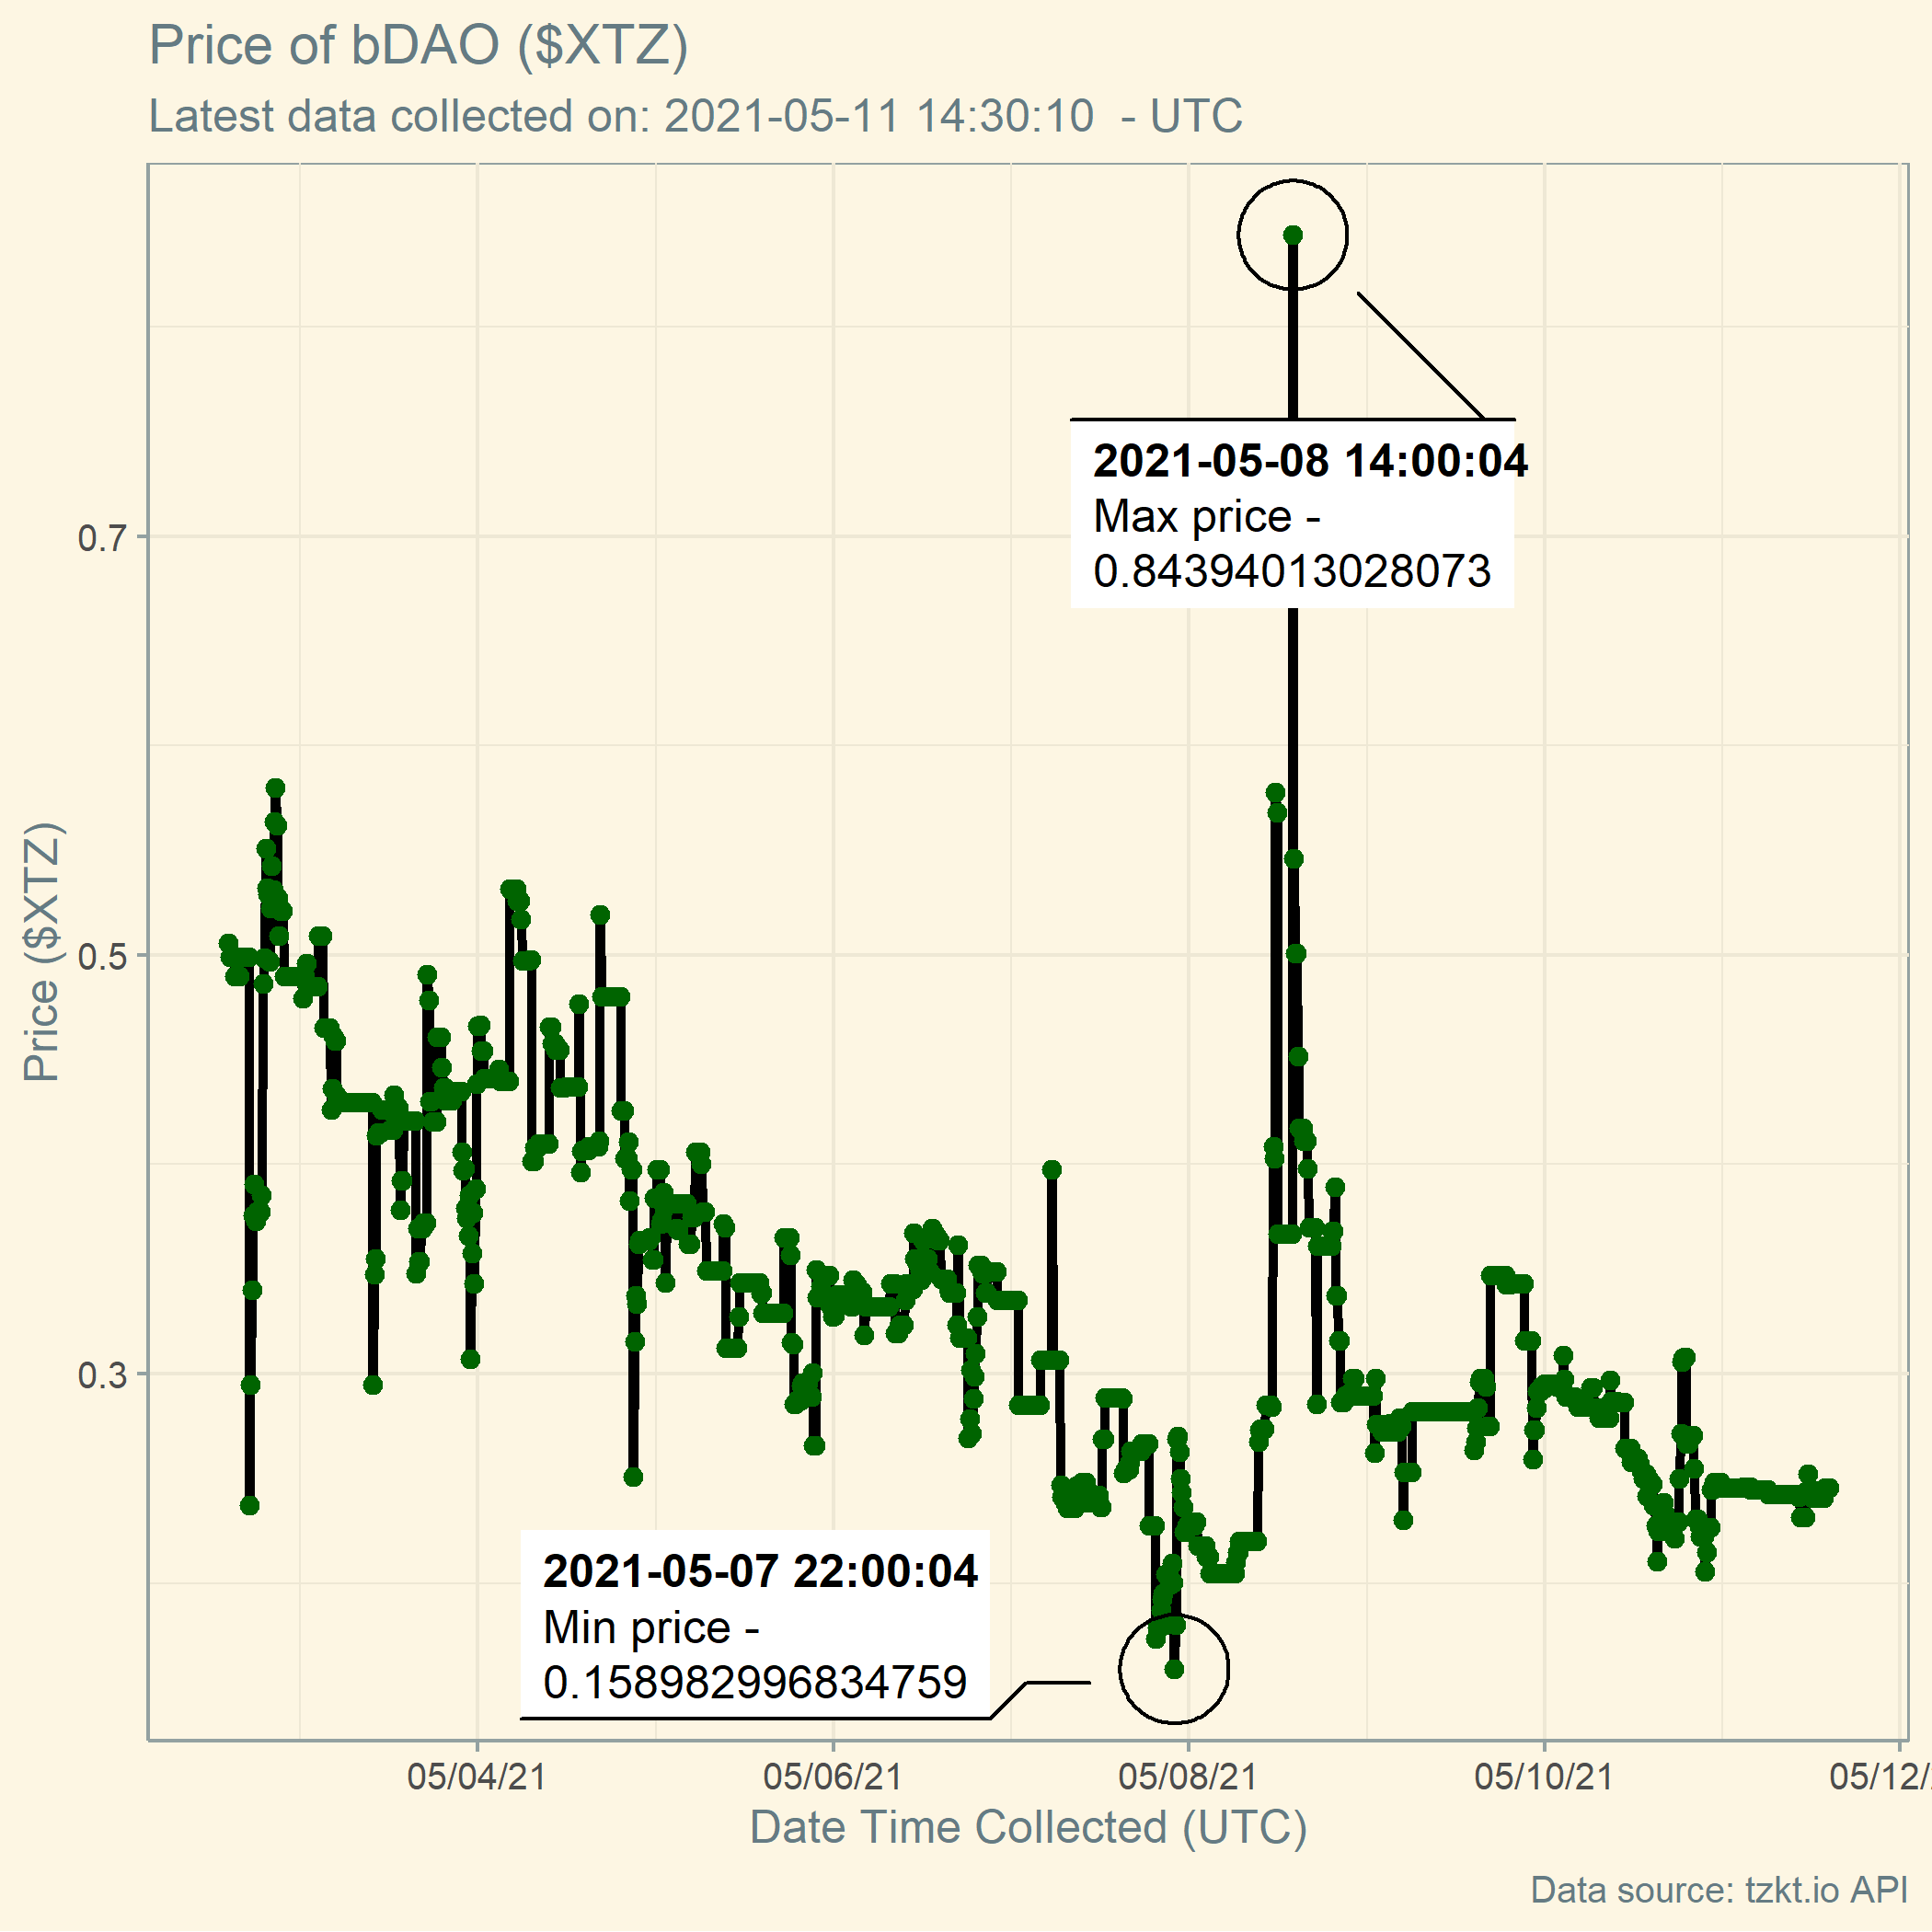 Price of bDAO ($XTZ)
Latest data collected on: 2021-05-11 14:30:10  - UTC
2021-05-08 14:00:04
Max price -
0.84394013028073
0.7
0.5
0.3
Price ($XTZ)
2021-05-07 22:00:04
Min price -
0.158982996834759
05/04/21
05/06/21
05/08/21
05/10/21
05/12/
Date Time Collected (UTC)
Data source: tzkt.io API